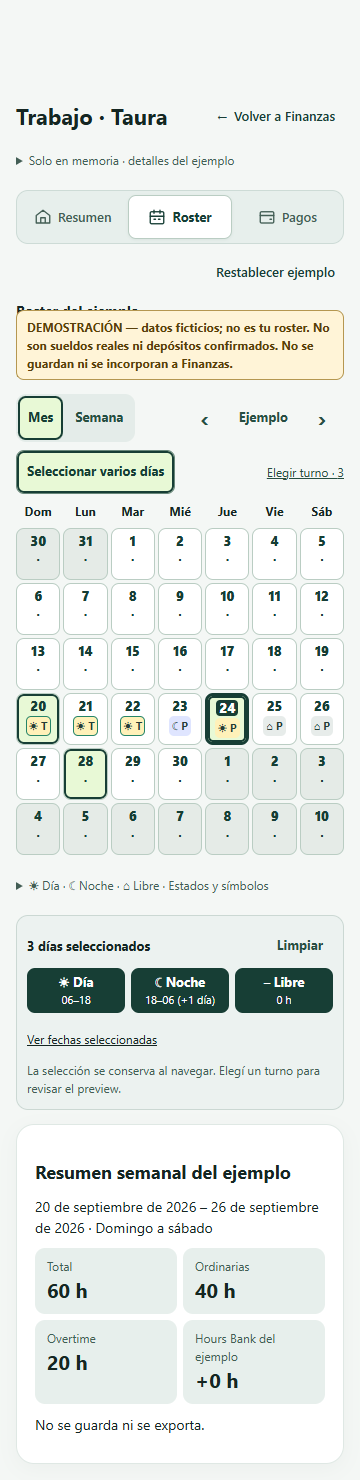 Trabajo · Taura
← Volver a Finanzas
▶ Solo en memoria · detalles del ejemplo
Resumen
Roster
Pagos
Restablecer ejemplo
DEMOSTRACIÓN — datos ficticios; no es tu roster. No
son sueldos reales ni depósitos confirmados. No se
guardan ni se incorporan a Finanzas.
Mes
Semana
‹
Ejemplo
›
Seleccionar varios días
Elegir turno · 3
Dom Lun Mar Mié Jue Vie Sáb
30 31 1 2 3 4 5
· · · · · · ·
6 7 8 9 10 11 12
· · · · · · ·
13 14 15 16 17 18 19
· · · · · · ·
20 21 22 23 24 25 26
☀ T ☀ T ☀ T ☾ P ☀ P ⌂ P ⌂ P
27 28 29 30 1 2 3
· · · · · · ·
4 5 6 7 8 9 10
· · · · · · ·
▶ ☀ Día · ☾ Noche · ⌂ Libre · Estados y símbolos
3 días seleccionados
Limpiar
☀ Día
06–18
☾ Noche
18–06 (+1 día)
– Libre
0 h
Ver fechas seleccionadas
La selección se conserva al navegar. Elegí un turno para
revisar el preview.
Resumen semanal del ejemplo
20 de septiembre de 2026 – 26 de septiembre
de 2026 · Domingo a sábado
Total
60 h
Ordinarias
40 h
Overtime
20 h
Hours Bank del
ejemplo
+0 h
No se guarda ni se exporta.